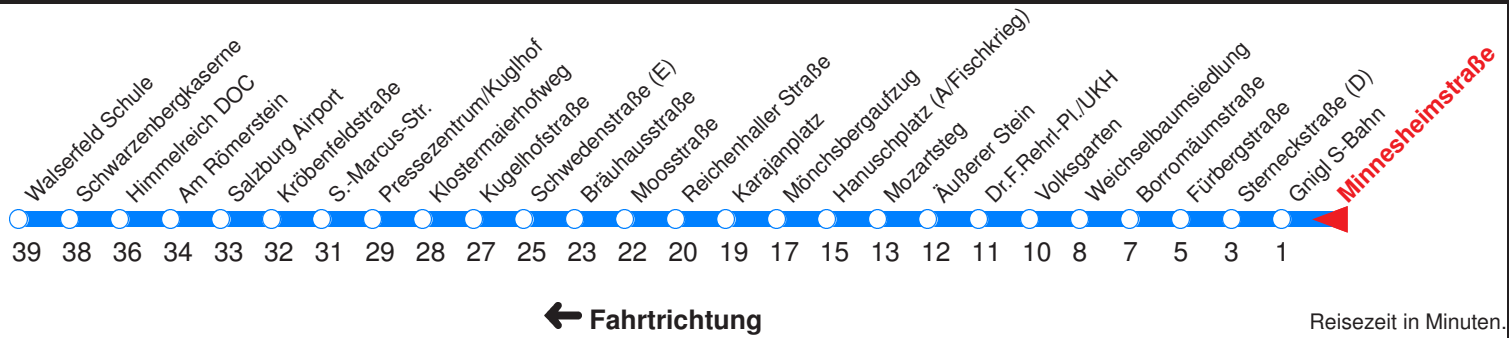 Walserfeld Schule
Schwarzenbergkaserne
Himmelreich DOC
Am Römerstein
Salzburg Airport
Kröbenfeldstraße
S.-Marcus-Str.
Pressezentrum/Kuglhof
Klostermaierhofweg
Kugelhofstraße
Schwedenstraße (E)
Bräuhausstraße
Moosstraße
Reichenhaller Straße
Karajanplatz
Mönchsbergaufzug
Hanuschplatz (A/Fischkrieg)
Mozartsteg
Äußerer Stein
Dr.F.Rehrl-Pl./UKH
Volksgarten
Weichselbaumsiedlung
Borromäumstraße
Fürbergstraße
Sterneckstraße (D)
Gnigl S-Bahn
Minnesheimstraße
39 38 36 34 33 32 31 29 28 27 25 23 22 20 19 17 15 13 12 11 10 8 7 5 3 1
Fahrtrichtung
Reisezeit in Minuten.